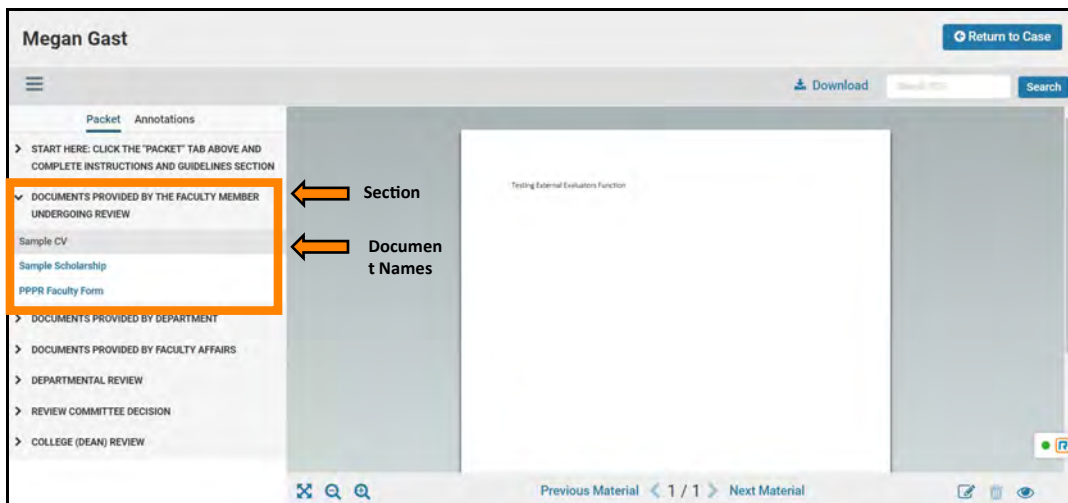 Megan Gast
Return to Case
Download
Search
Packet Annotations
START HERE: CLICK THE "PACKET" TAB ABOVE AND
COMPLETE INSTRUCTIONS AND GUIDELINES SECTION
DOCUMENTS PROVIDED BY THE FACULTY MEMBER
UNDERGOING REVIEW
Sample CV
Sample Scholarship
PPPR Faculty Form
DOCUMENTS PROVIDED BY DEPARTMENT
DOCUMENTS PROVIDED BY FACULTY AFFAIRS
DEPARTMENTAL REVIEW
REVIEW COMMITTEE DECISION
COLLEGE (DEAN) REVIEW
Section
Documen
t Names
Testing External Evaluators Function
Previous Material 1 / 1 Next Material